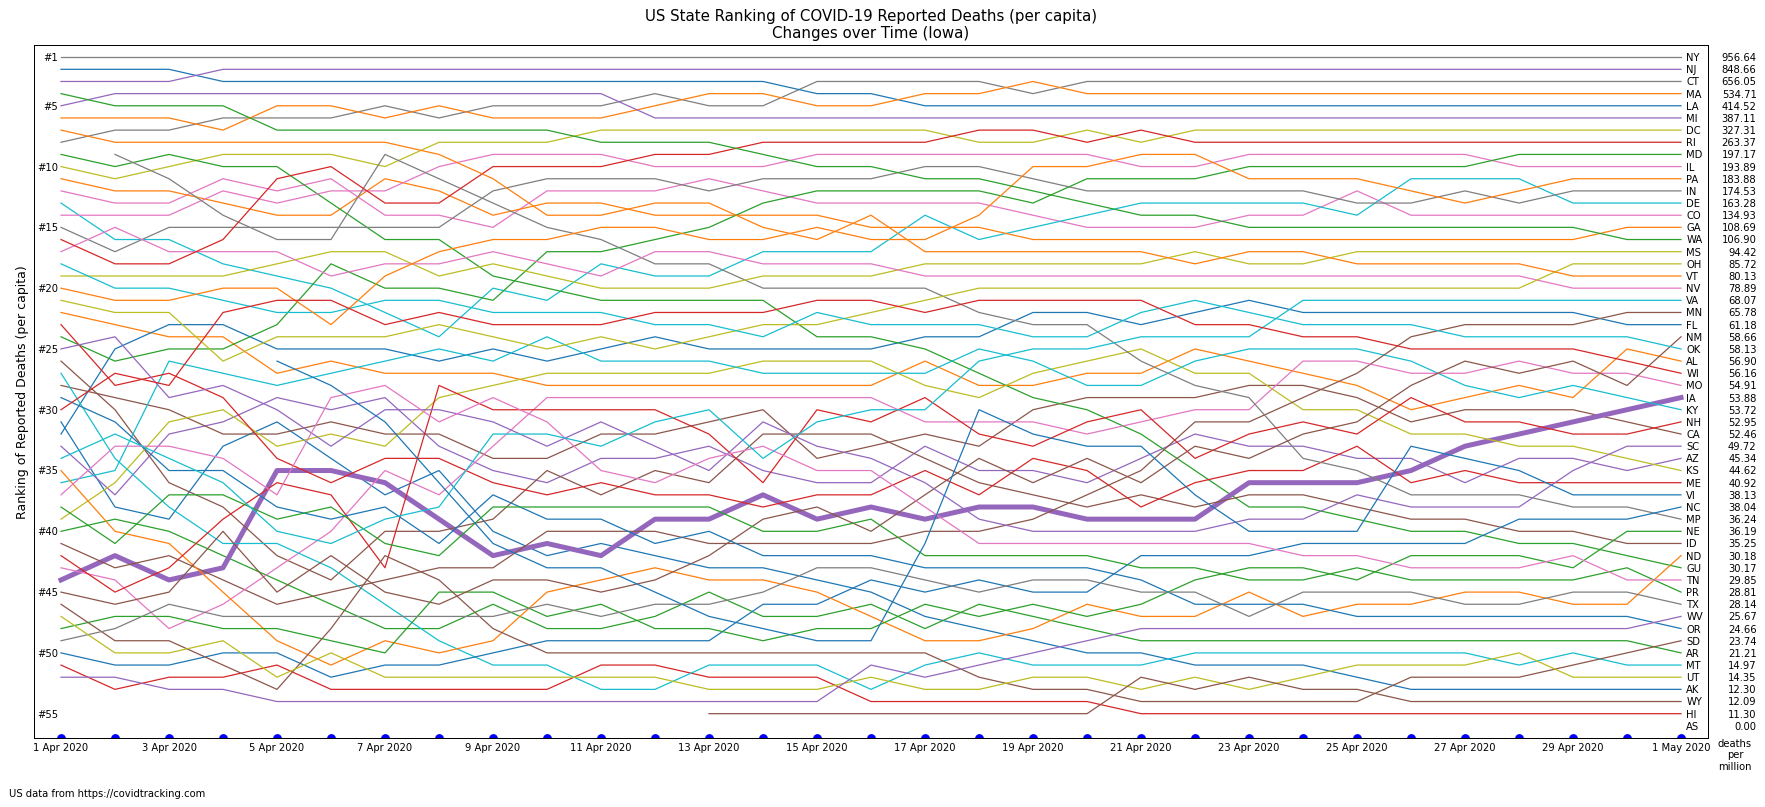 US State Ranking of COVID-19 Reported Deaths (per capita)
Changes over Time (Iowa)
Ranking of Reported Deaths (per capita)
#1
#5
#10
#15
#20
#25
#30
#35
#40
#45
#50
#55
NY 956.64
NJ 848.66
CT 656.05
MA 534.71
LA 414.52
MI 387.11
DC 327.31
RI 263.37
MD 197.17
IL 193.89
PA 183.88
IN 174.53
DE 163.28
CO 134.93
GA 108.69
WA 106.90
MS 94.42
OH 85.72
VT 80.13
NV 78.89
VA 68.07
MN 65.78
FL 61.18
NM 58.66
OK 58.13
AL 56.90
WI 56.16
MO 54.91
IA 53.88
KY 53.72
NH 52.95
CA 52.46
SC 49.72
AZ 45.34
KS 44.62
ME 40.92
VI 38.13
NC 38.04
MP 36.24
NE 36.19
ID 35.25
ND 30.18
GU 30.17
TN 29.85
PR 28.81
TX 28.14
WV 25.67
OR 24.66
SD 23.74
AR 21.21
MT 14.97
UT 14.35
AK 12.30
WY 12.09
HI 11.30
AS 0.00
1 Apr 2020 3 Apr 2020 5 Apr 2020 7 Apr 2020 9 Apr 2020 11 Apr 2020 13 Apr 2020 15 Apr 2020 17 Apr 2020 19 Apr 2020 21 Apr 2020 23 Apr 2020 25 Apr 2020 27 Apr 2020 29 Apr 2020 1 May 2020
deaths
per
million
US data from https://covidtracking.com